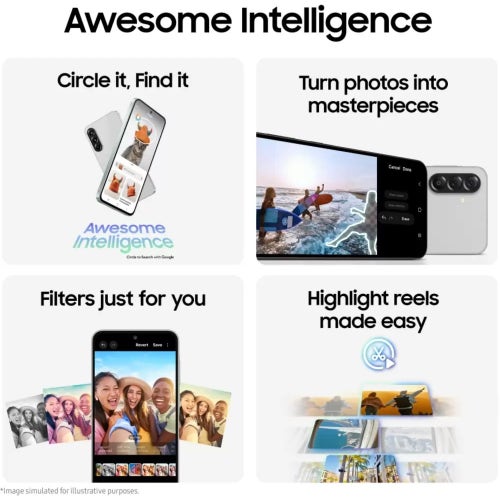 Awesome Intelligence
Circle it, Find it
Awesome
Intelligence
Circle to Search with Google
Turn photos into
masterpieces
Cancel Done
Erase
Filters just for you
Revert Save
Highlight reels
made easy
*Image simulated for illustrative purposes.